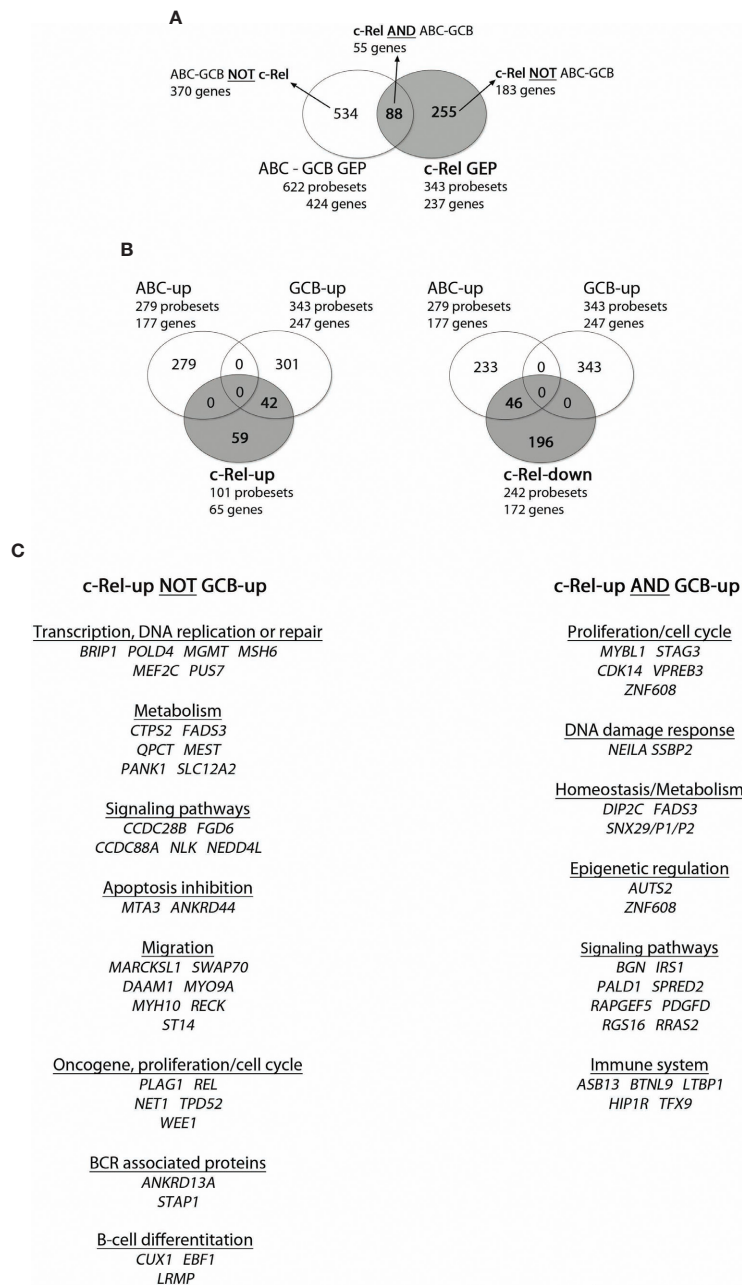 A
c-Rel AND ABC-GCB
55 genes
ABC-GCB NOT c-Rel
370 genes
c-Rel NOT ABC-GCB
183 genes
534
88
255
ABC - GCB GEP
622 probesets
424 genes
c-Rel GEP
343 probesets
237 genes
B
ABC-up
279 probesets
177 genes
GCB-up
343 probesets
247 genes
279
0
301
0
0
42
59
c-Rel-up
101 probesets
65 genes
ABC-up
279 probesets
177 genes
GCB-up
343 probesets
247 genes
233
0
343
0
46
0
196
c-Rel-down
242 probesets
172 genes
C
c-Rel-up NOT GCB-up
Transcription, DNA replication or repair
BRIP1 POLD4 MGMT MSH6
MEF2C PUS7
Metabolism
CTPS2 FADS3
QPCT MEST
PANK1 SLC12A2
Signaling pathways
CCDC28B FGD6
CCDC88A NLK NEDD4L
Apoptosis inhibition
MTA3 ANKRD44
Migration
MARCKSL1 SWAP70
DAAM1 MYO9A
MYH10 RECK
ST14
Oncogene, proliferation/cell cycle
PLAG1 REL
NET1 TPD52
WEE1
BCR associated proteins
ANKRD13A
STAP1
B-cell differentitation
CUX1 EBF1
LRMP
c-Rel-up AND GCB-up
Proliferation/cell cycle
MYBL1 STAG3
CDK14 VPREB3
ZNF608
DNA damage response
NEILA SSBP2
Homeostasis/Metabolism
DIP2C FADS3
SNX29/P1/P2
Epigenetic regulation
AUTS2
ZNF608
Signaling pathways
BGN IRS1
PALD1 SPRED2
RAPGEF5 PDGFD
RGS16 RRAS2
Immune system
ASB13 BTNL9 LTBP1
HIP1R TFX9